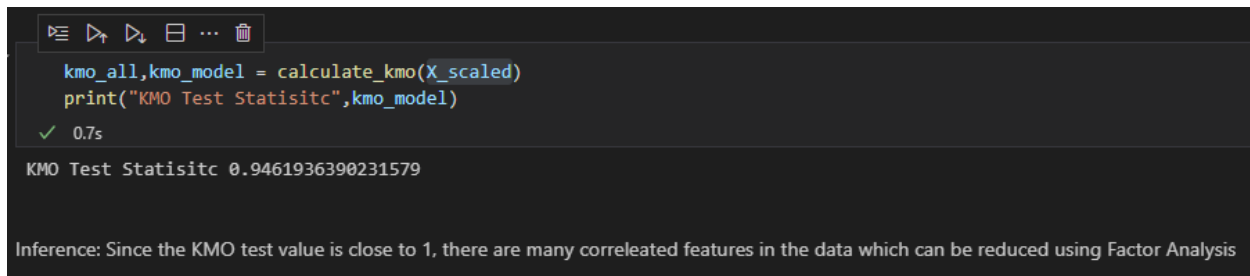 kmo_all,kmo_model = calculate_kmo(X_scaled)
print("KMO Test Statisitc",kmo_model)
0.7s
KMO Test Statisitc 0.9461936390231579
Inference: Since the KMO test value is close to 1, there are many correleated features in the data which can be reduced using Factor Analysis